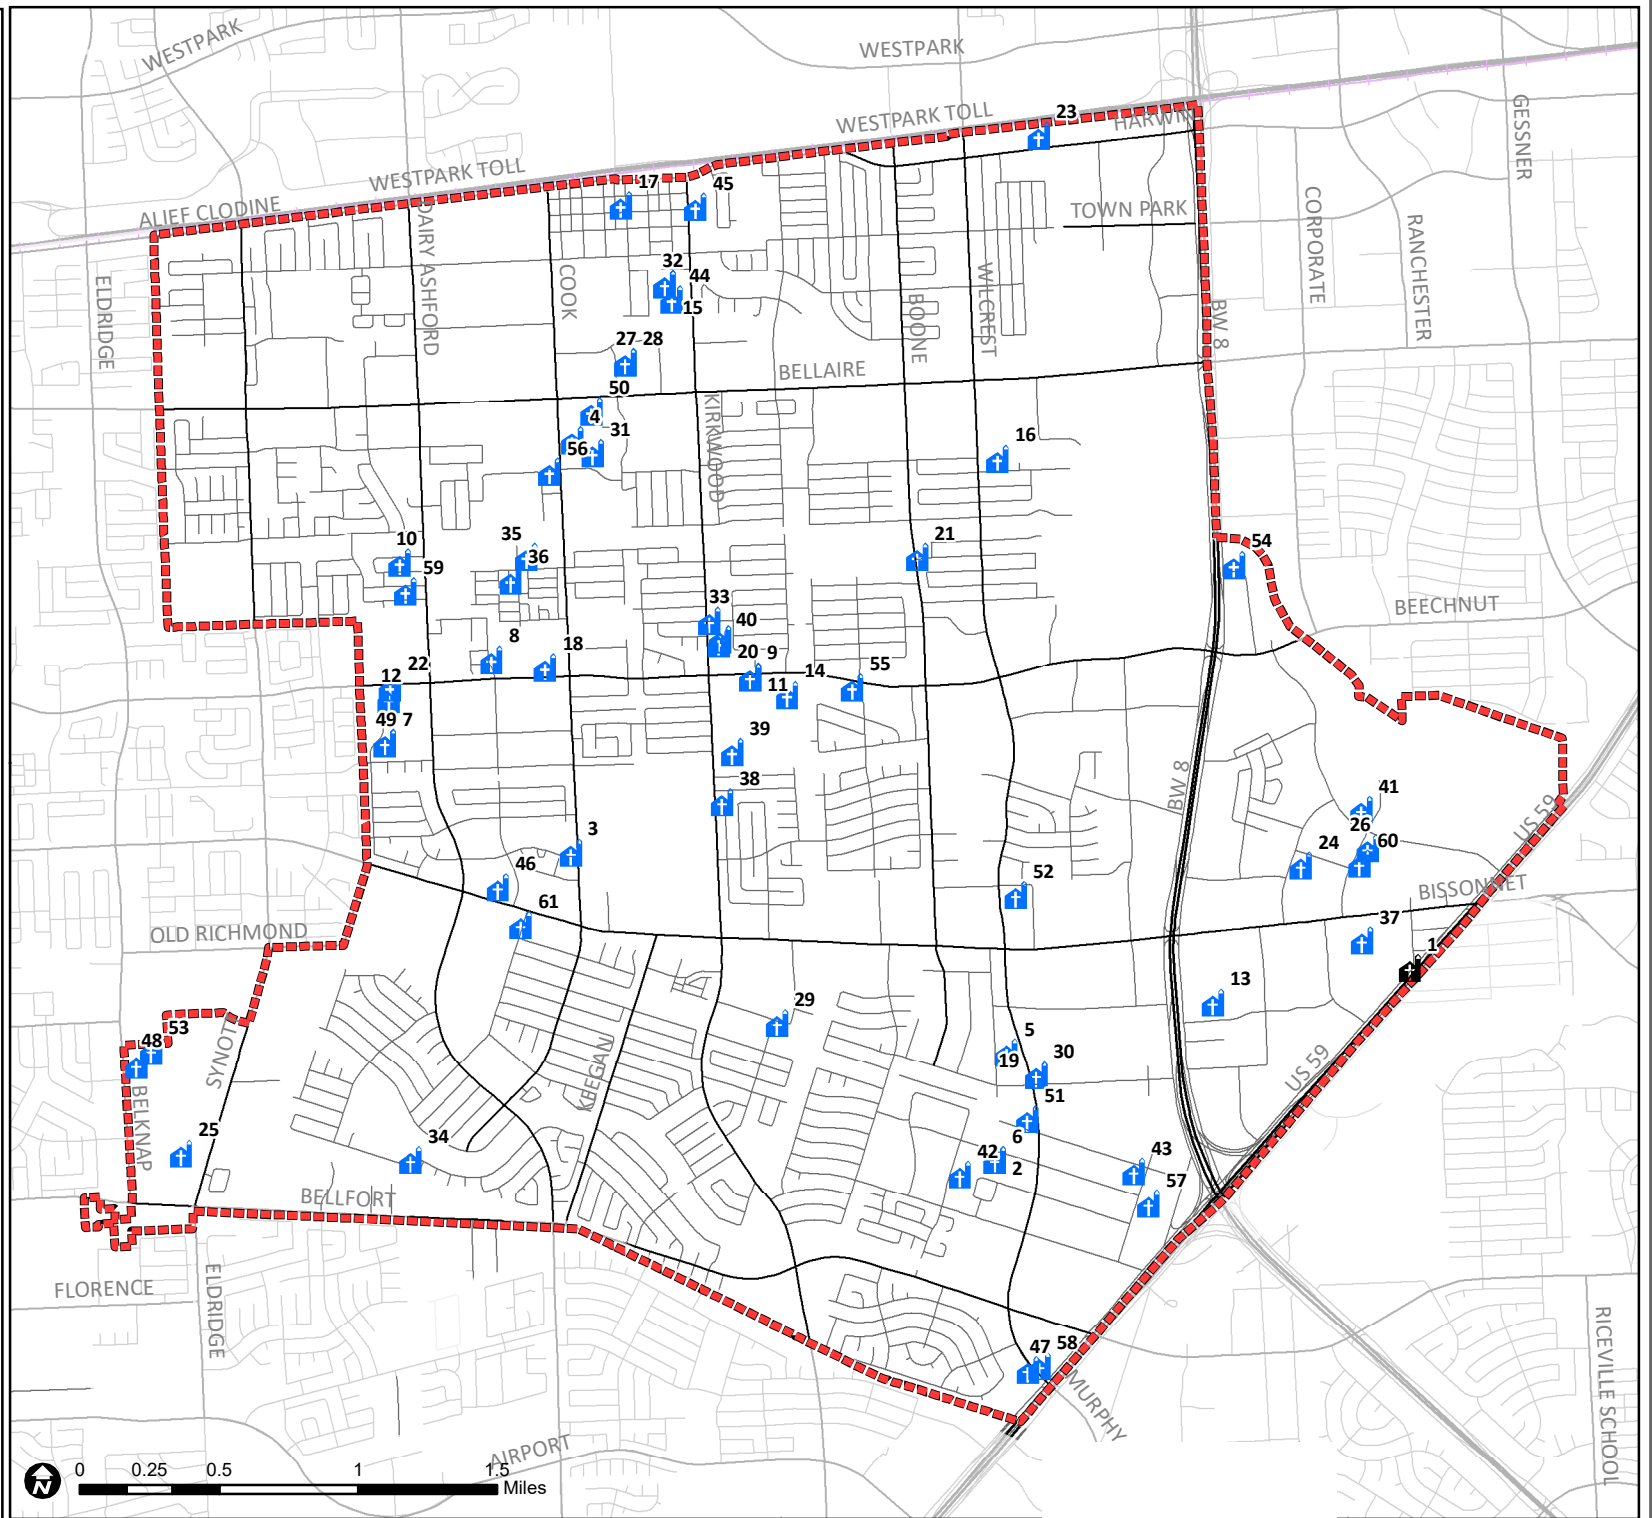 WESTPARK
WESTPARK
GESSNER
WESTPARK TOLL
23
HARWIN
WESTPARK TOLL
17
45
ALIEF CLODINE
DAIRY ASHFORD
TOWN PARK
CORPORATE
RANCHESTER
ELDRIDGE
COOK
32
44
15
BOONE
WILCREST
BW 8
27 28
BELLAIRE
50
4
31
56
KIRKWOOD
16
10
59
35
36
21
54
BEECHNUT
33
40
8
18
20 9
14
55
12
22
11
49 7
39
38
BW 8
41
26
60
24
US 59
3
46
52
BISSONNET
61
37
OLD RICHMOND
1
13
29
53
48
SYNOTT
KEEGAN
5
19
30
US 59
51
6
BELKNAP
25
34
42
2
43
57
BELLFORT
FLORENCE
ELDRIDGE
RICEVILLE SCHOOL
47
58
MURPHY
AIRPORT
N
0 0.25 0.5 1 1.5
Miles